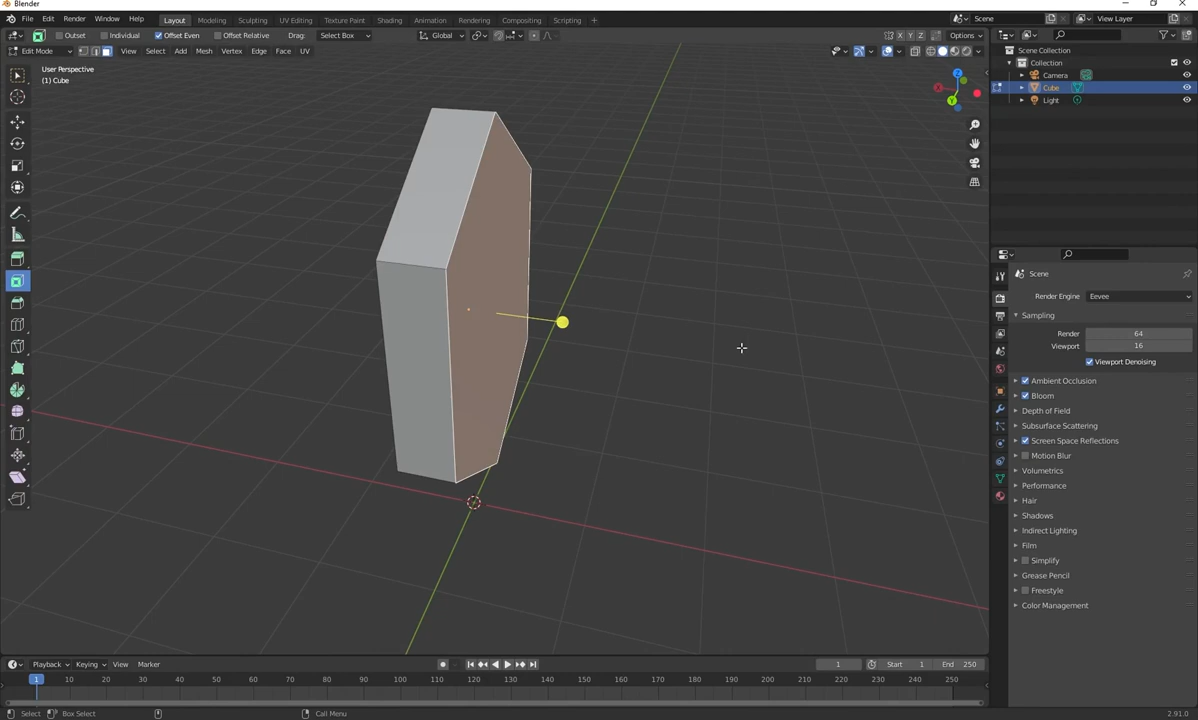 Blender
File Edit Render Window Help Layout Modeling Sculpting UV Editing Texture Paint Shading Animation Rendering Compositing Scripting + Scene View Layer
Outset Individual Offset Even Offset Relative Drag: Select Box Global X Y Z Options
Edit Mode View Select Add Mesh Vertex Edge Face UV
User Perspective
(1) Cube
Z
Y
Scene Collection
Collection
Camera
Cube
Light
Scene
Render Engine Eevee
Sampling
Render 64
Viewport 16
Viewport Denoising
Ambient Occlusion
Bloom
Depth of Field
Subsurface Scattering
Screen Space Reflections
Motion Blur
Volumetrics
Performance
Hair
Shadows
Indirect Lighting
Film
Simplify
Grease Pencil
Freestyle
Color Management
Playback Keying View Marker 1 Start 1 End 250
1 10 20 30 40 50 60 70 80 90 100 110 120 130 140 150 160 170 180 190 200 210 220 230 240 250
Select Box Select Call Menu 2.91.0